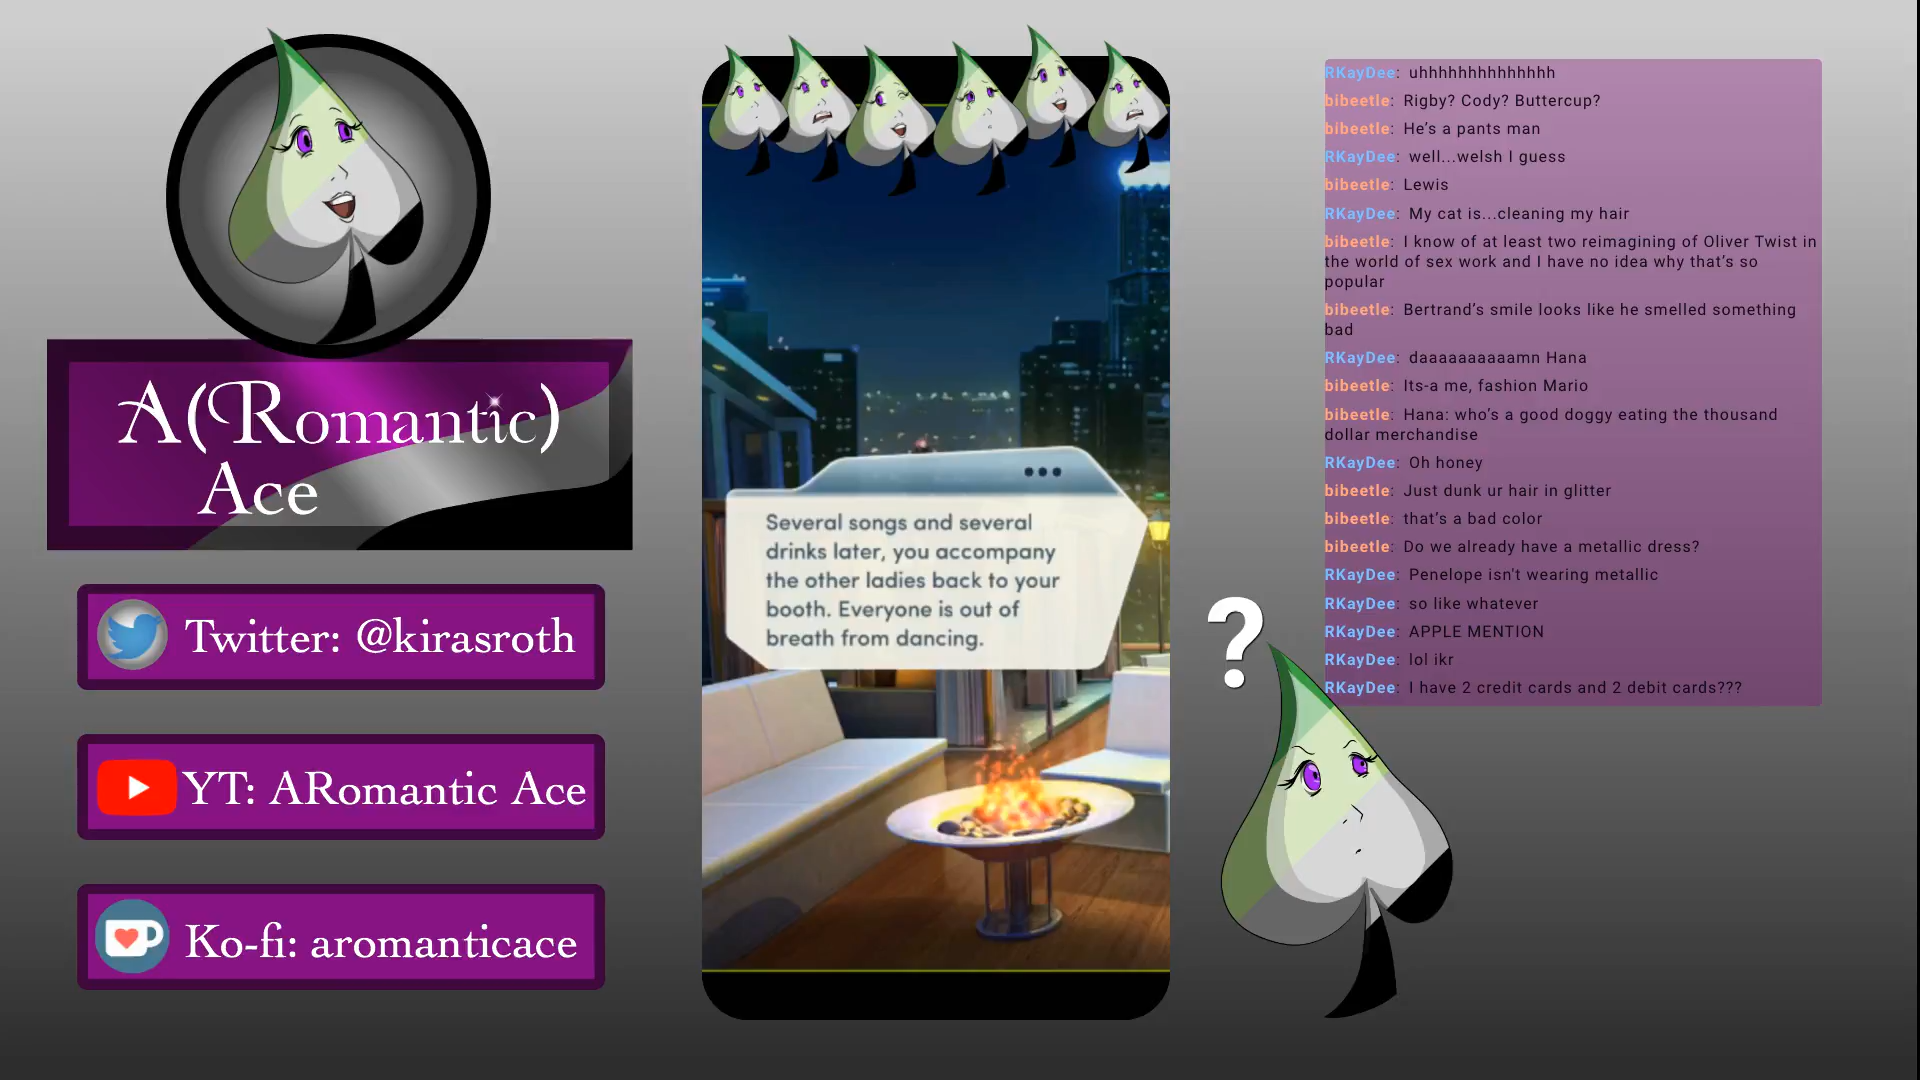 A(Romantic)
Ace
Twitter: @kirasroth
YT: ARomantic Ace
Ko-fi: aromanticace
Several songs and several
drinks later, you accompany
the other ladies back to your
booth. Everyone is out of
breath from dancing.
?
RKayDee: uhhhhhhhhhhhhhh
bibeetle: Rigby? Cody? Buttercup?
bibeetle: He's a pants man
RKayDee: well...welsh I guess
bibeetle: Lewis
RKayDee: My cat is...cleaning my hair
bibeetle: I know of at least two reimagining of Oliver Twist in
the world of sex work and I have no idea why that's so
popular
bibeetle: Bertrand's smile looks like he smelled something
bad
RKayDee: daaaaaaaaaamn Hana
bibeetle: Its-a me, fashion Mario
bibeetle: Hana: who's a good doggy eating the thousand
dollar merchandise
RKayDee: Oh honey
bibeetle: Just dunk ur hair in glitter
bibeetle: that's a bad color
bibeetle: Do we already have a metallic dress?
RKayDee: Penelope isn't wearing metallic
RKayDee: so like whatever
RKayDee: APPLE MENTION
RKayDee: lol ikr
RKayDee: I have 2 credit cards and 2 debit cards???